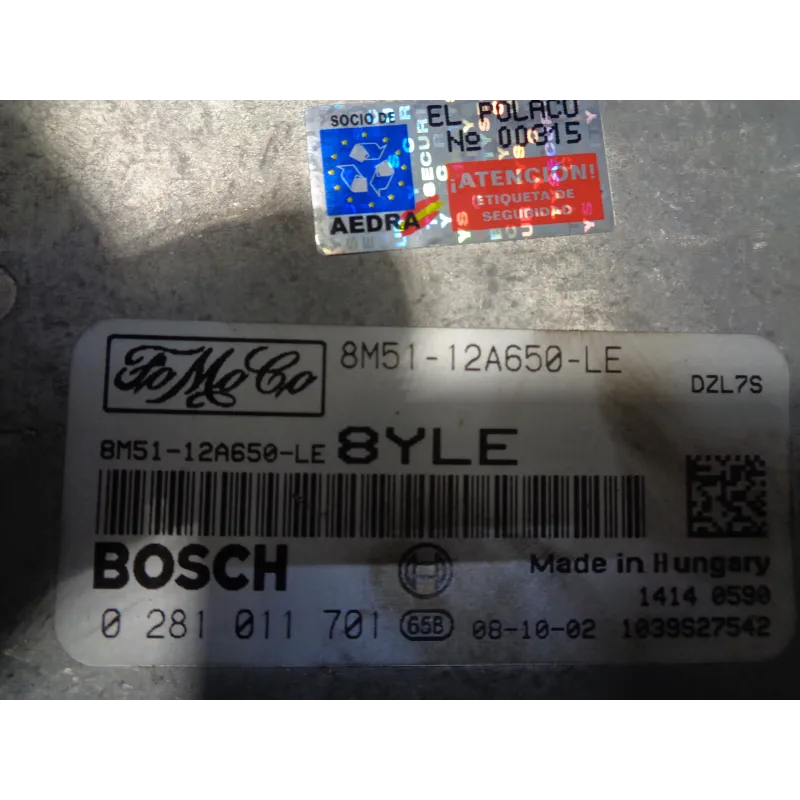 SOCIO DE
AEDRA
EL POLACO
Nº 00315
¡ATENCION!
ETIQUETA DE
SEGURIDAD
FoMoCo
8M51-12A650-LE
DZL7S
8M51-12A650-LE 8YLE
BOSCH
Made in Hungary
1414 0590
0 281 011 701 65B 08-10-02 1039S27542